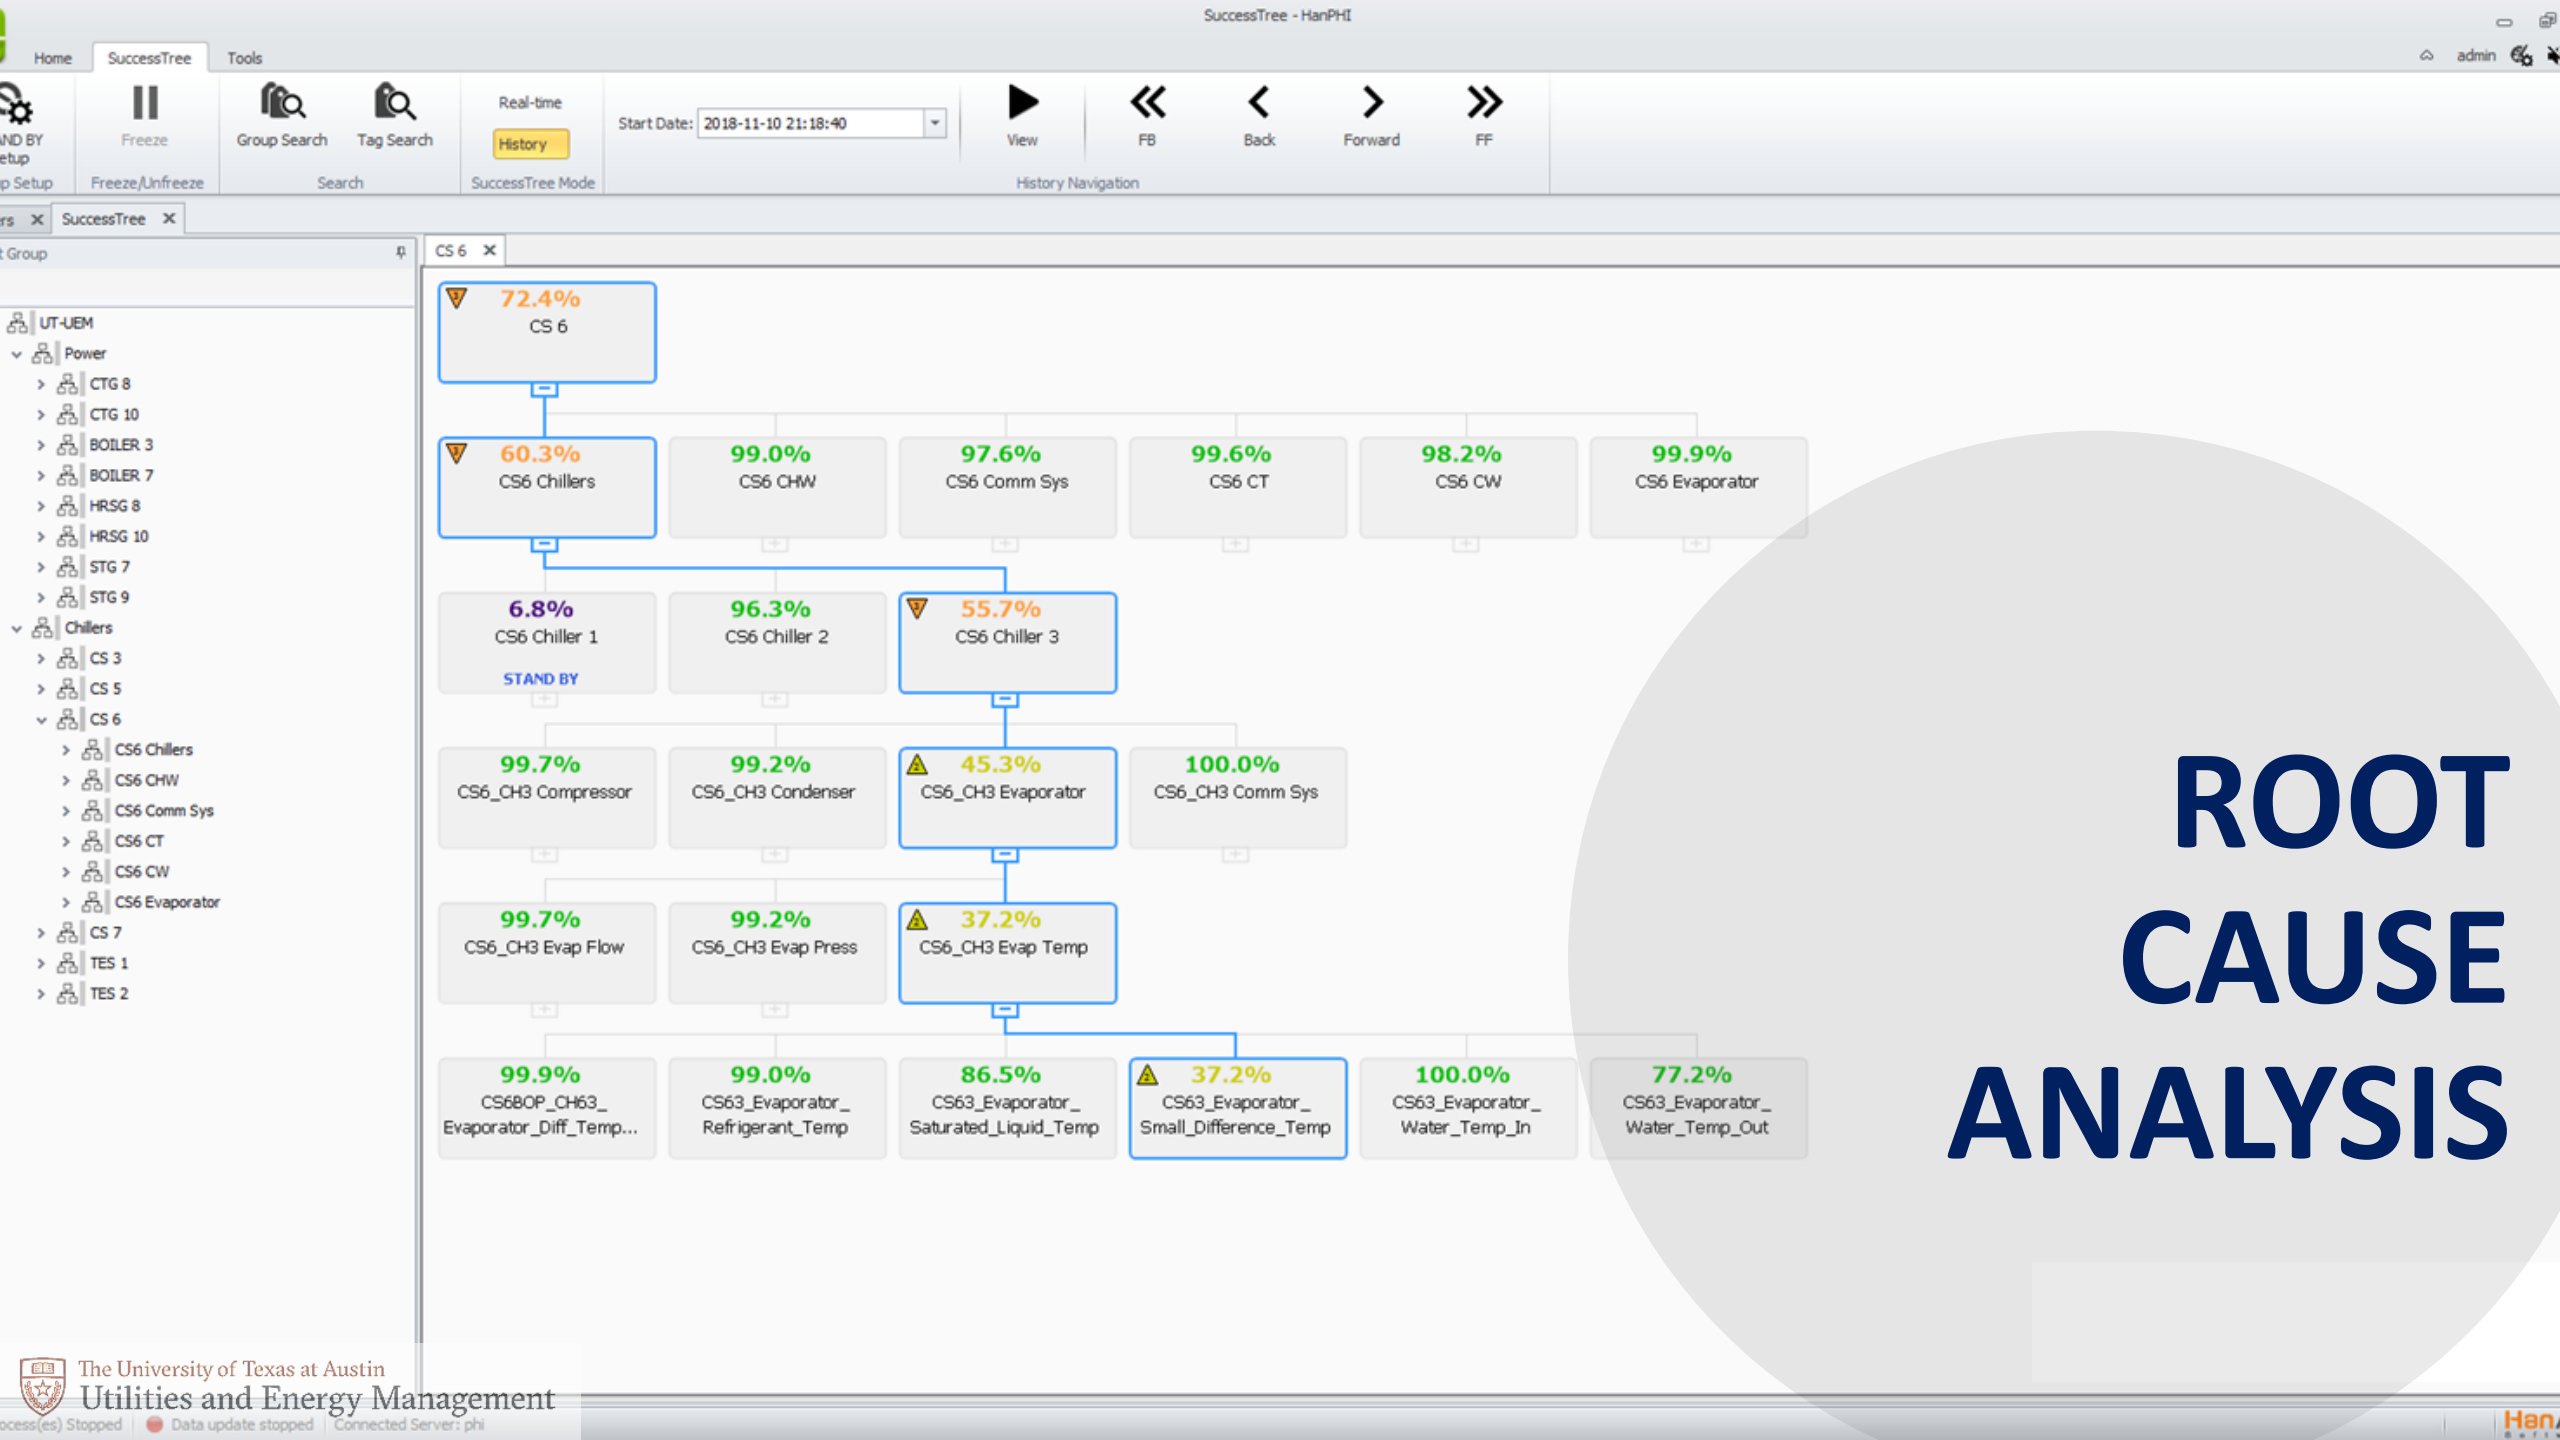 SuccessTree - HanPHI
Home SuccessTree Tools
admin
AND BY
etup
Freeze
Group Search
Tag Search
Real-time
History
Start Date: 2018-11-10 21:18:40
View
FB
Back
Forward
FF
p Setup
Freeze/Unfreeze
Search
SuccessTree Mode
History Navigation
rs SuccessTree
t Group
CS 6
UT-UEM
Power
CTG 8
CTG 10
BOILER 3
BOILER 7
HRSG 8
HRSG 10
STG 7
STG 9
Chillers
CS 3
CS 5
CS 6
CS6 Chillers
CS6 CHW
CS6 Comm Sys
CS6 CT
CS6 CW
CS6 Evaporator
CS 7
TES 1
TES 2
72.4%
CS 6
60.3%
CS6 Chillers
99.0%
CS6 CHW
97.6%
CS6 Comm Sys
99.6%
CS6 CT
98.2%
CS6 CW
99.9%
CS6 Evaporator
6.8%
CS6 Chiller 1
STAND BY
96.3%
CS6 Chiller 2
55.7%
CS6 Chiller 3
99.7%
CS6_CH3 Compressor
99.2%
CS6_CH3 Condenser
45.3%
CS6_CH3 Evaporator
100.0%
CS6_CH3 Comm Sys
99.7%
CS6_CH3 Evap Flow
99.2%
CS6_CH3 Evap Press
37.2%
CS6_CH3 Evap Temp
99.9%
CS6BOP_CH63_
Evaporator_Diff_Temp...
99.0%
CS63_Evaporator_
Refrigerant_Temp
86.5%
CS63_Evaporator_
Saturated_Liquid_Temp
37.2%
CS63_Evaporator_
Small_Difference_Temp
100.0%
CS63_Evaporator_
Water_Temp_In
77.2%
CS63_Evaporator_
Water_Temp_Out
ROOT
CAUSE
ANALYSIS
The University of Texas at Austin
Utilities and Energy Management
ocess(es) Stopped
Data update stopped
Connected Server: phi
Han